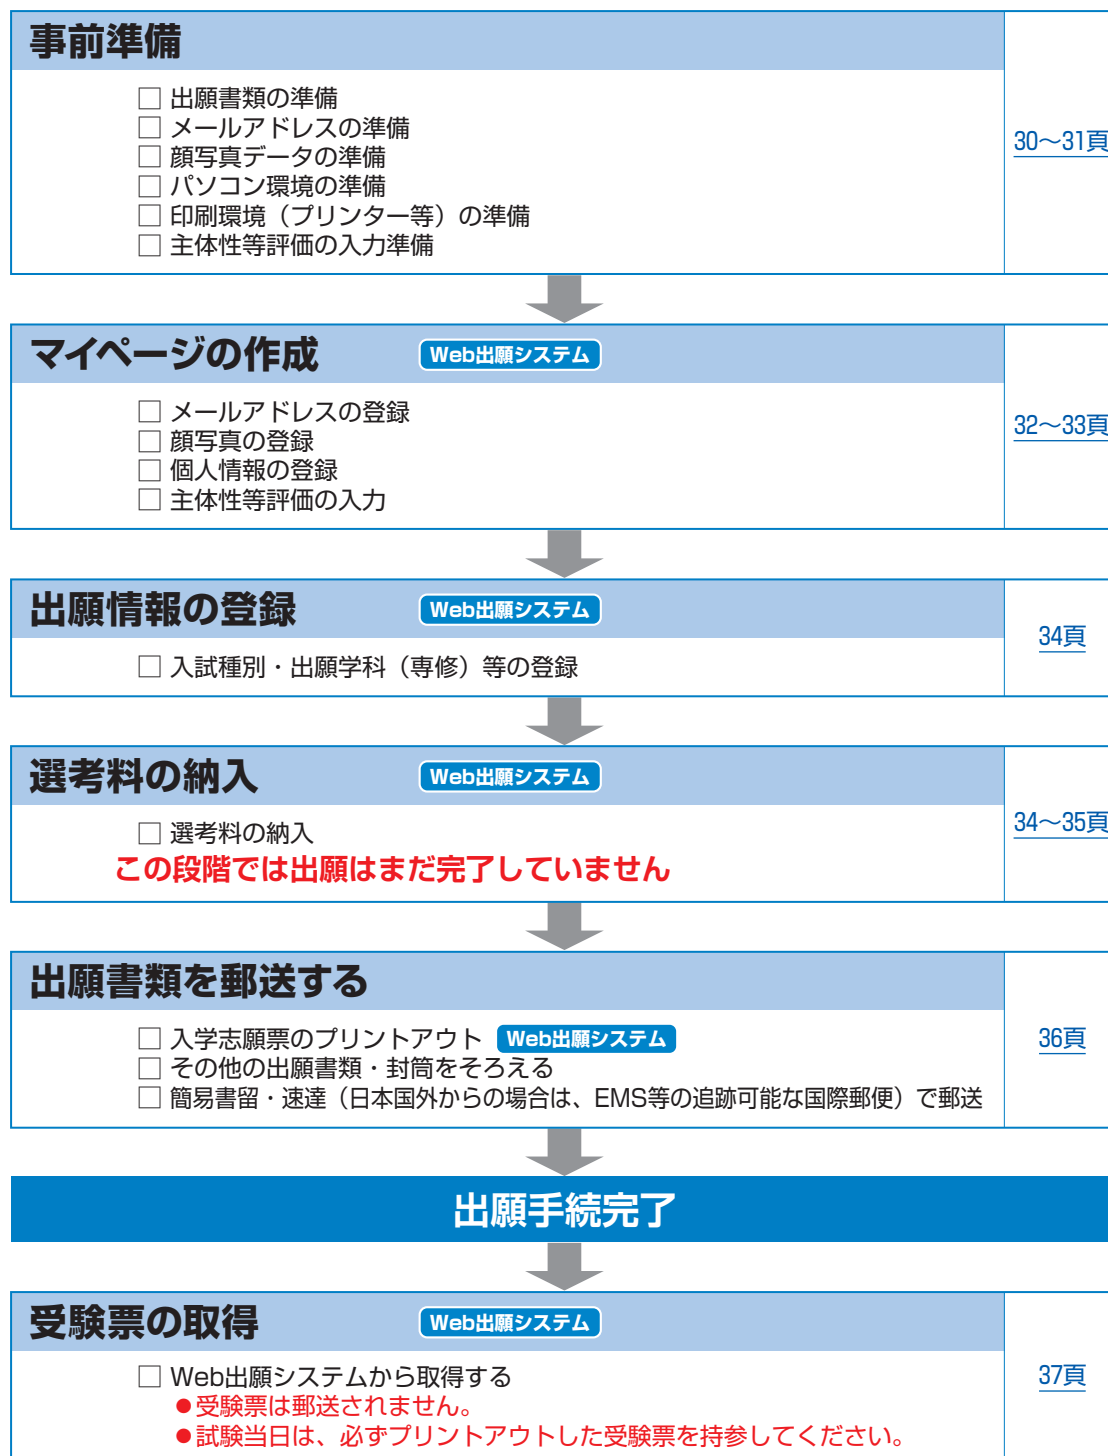 事前準備
□ 出願書類の準備
□ メールアドレスの準備
□ 顔写真データの準備
□ パソコン環境の準備
□ 印刷環境（プリンター等）の準備
□ 主体性等評価の入力準備
30〜31頁
マイページの作成 Web出願システム
□ メールアドレスの登録
□ 顔写真の登録
□ 個人情報の登録
□ 主体性等評価の入力
32〜33頁
出願情報の登録 Web出願システム
□ 入試種別・出願学科（専修）等の登録
34頁
選考料の納入 Web出願システム
□ 選考料の納入
この段階では出願はまだ完了していません
34〜35頁
出願書類を郵送する
□ 入学志願票のプリントアウト Web出願システム
□ その他の出願書類・封筒をそろえる
□ 簡易書留・速達（日本国外からの場合は、EMS等の追跡可能な国際郵便）で郵送
36頁
出願手続完了
受験票の取得 Web出願システム
□ Web出願システムから取得する
●受験票は郵送されません。
●試験当日は、必ずプリントアウトした受験票を持参してください。
37頁